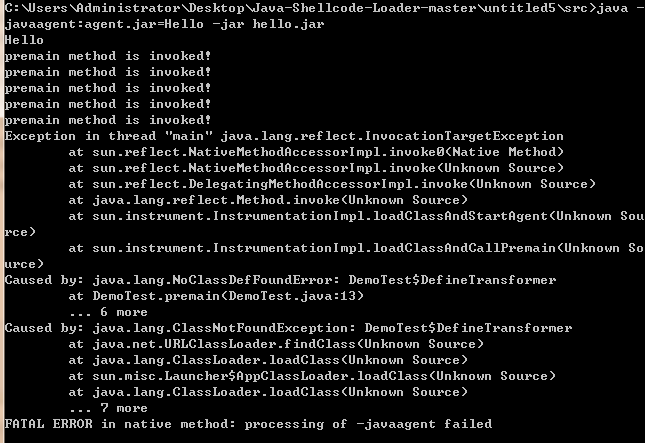 C:\Users\Administrator\Desktop\Java-Shellcode-Loader-master\untitled5\src>java -
javaagent:agent.jar=Hello -jar hello.jar
Hello
premain method is invoked!
premain method is invoked!
premain method is invoked!
premain method is invoked!
premain method is invoked!
Exception in thread "main" java.lang.reflect.InvocationTargetException
        at sun.reflect.NativeMethodAccessorImpl.invoke0(Native Method)
        at sun.reflect.NativeMethodAccessorImpl.invoke(Unknown Source)
        at sun.reflect.DelegatingMethodAccessorImpl.invoke(Unknown Source)
        at java.lang.reflect.Method.invoke(Unknown Source)
        at sun.instrument.InstrumentationImpl.loadClassAndStartAgent(Unknown Sou
rce)
        at sun.instrument.InstrumentationImpl.loadClassAndCallPremain(Unknown So
urce)
Caused by: java.lang.NoClassDefFoundError: DemoTest$DefineTransformer
        at DemoTest.premain(DemoTest.java:13)
        ... 6 more
Caused by: java.lang.ClassNotFoundException: DemoTest$DefineTransformer
        at java.net.URLClassLoader.findClass(Unknown Source)
        at java.lang.ClassLoader.loadClass(Unknown Source)
        at sun.misc.Launcher$AppClassLoader.loadClass(Unknown Source)
        at java.lang.ClassLoader.loadClass(Unknown Source)
        ... 7 more
FATAL ERROR in native method: processing of -javaagent failed